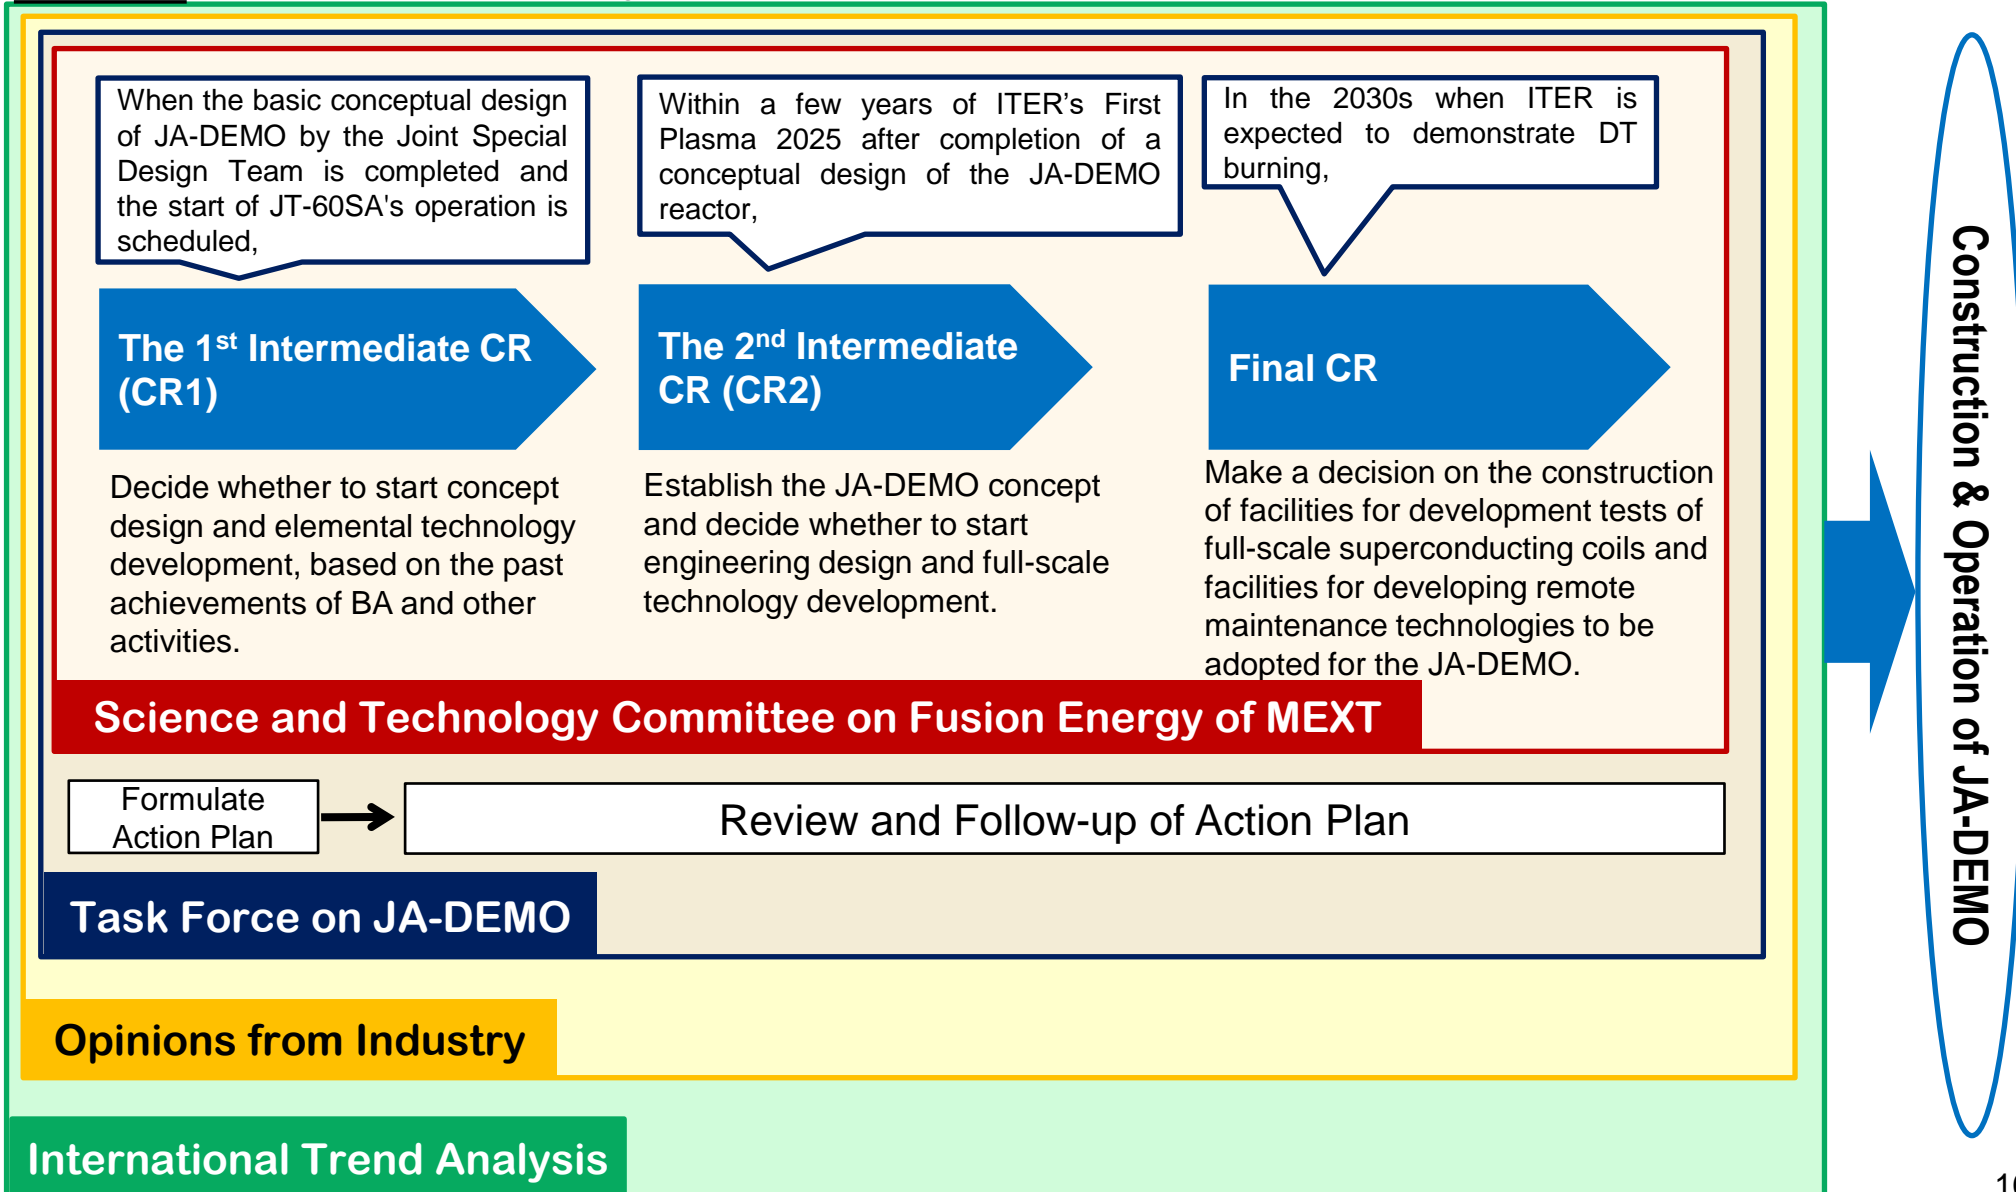 When the basic conceptual design
of JA-DEMO by the Joint Special
Design Team is completed and
the start of JT-60SA's operation is
scheduled,
Within a few years of ITER’s First
Plasma 2025 after completion of a
conceptual design of the JA-DEMO
reactor,
In the 2030s when ITER is
expected to demonstrate DT
burning,
The 1st Intermediate CR
(CR1)
The 2nd Intermediate
CR (CR2)
Final CR
Decide whether to start concept
design and elemental technology
development, based on the past
achievements of BA and other
activities.
Establish the JA-DEMO concept
and decide whether to start
engineering design and full-scale
technology development.
Make a decision on the construction
of facilities for development tests of
full-scale superconducting coils and
facilities for developing remote
maintenance technologies to be
adopted for the JA-DEMO.
Science and Technology Committee on Fusion Energy of MEXT
Formulate
Action Plan
Review and Follow-up of Action Plan
Task Force on JA-DEMO
Opinions from Industry
International Trend Analysis
Construction & Operation of JA-DEMO